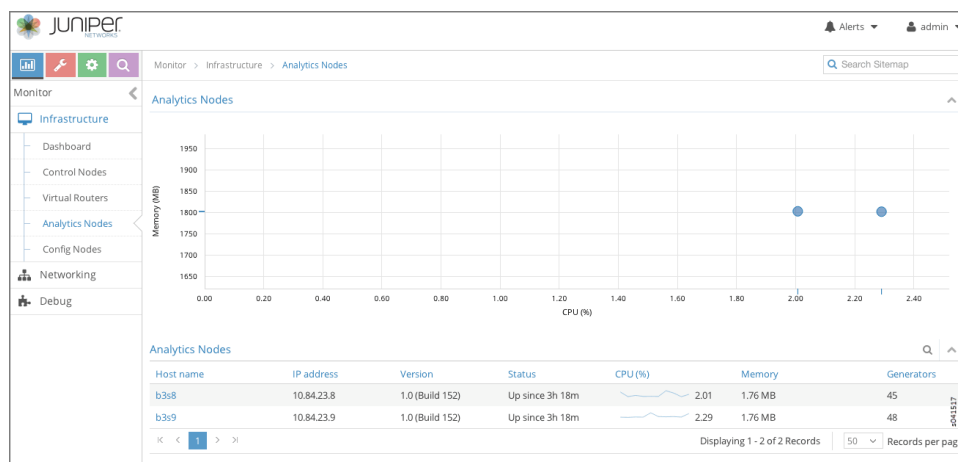 JUNIPER
NETWORKS
Alerts
admin
Monitor > Infrastructure > Analytics Nodes
Search Sitemap
Monitor
Infrastructure
Dashboard
Control Nodes
Virtual Routers
Analytics Nodes
Config Nodes
Networking
Debug
Analytics Nodes
Memory (MB)
1950
1900
1850
1800
1750
1700
1650
0.00 0.20 0.40 0.60 0.80 1.00 1.20 1.40 1.60 1.80 2.00 2.20 2.40
CPU (%)
Analytics Nodes
Host name IP address Version Status CPU (%) Memory Generators
b3s8 10.84.23.8 1.0 (Build 152) Up since 3h 18m 2.01 1.76 MB 45
b3s9 10.84.23.9 1.0 (Build 152) Up since 3h 18m 2.29 1.76 MB 48
1 Displaying 1 - 2 of 2 Records 50 Records per pag
s041517